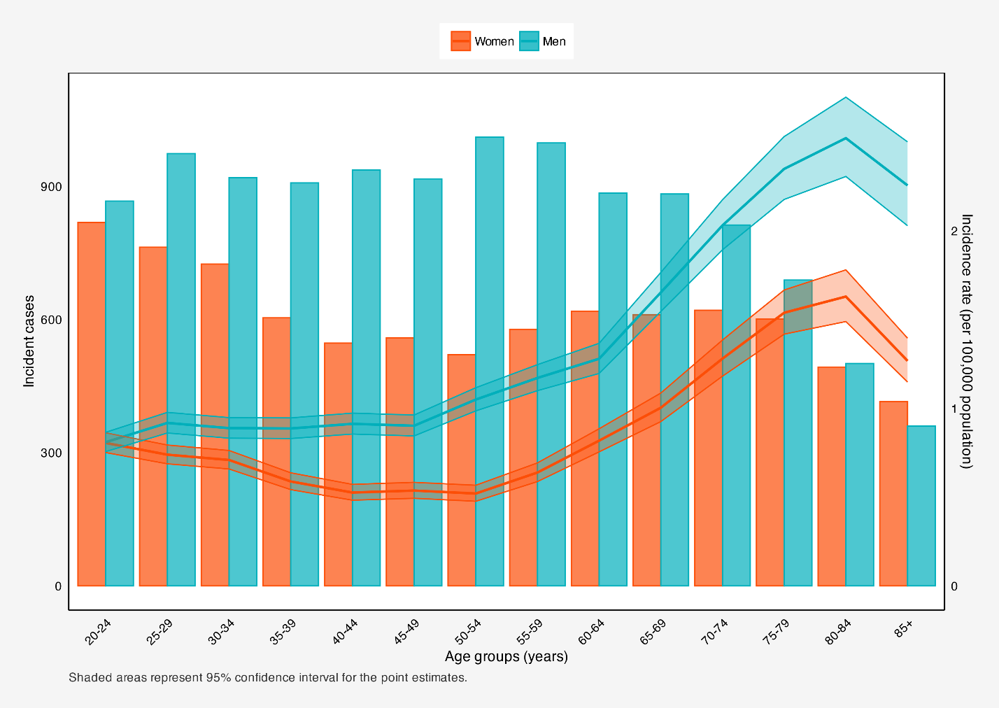 Women Men
900
600
300
0
Incident cases
2
1
0
Incidence rate (per 100,000 population)
20-24 25-29 30-34 35-39 40-44 45-49 50-54 55-59 60-64 65-69 70-74 75-79 80-84 85+
Age groups (years)
Shaded areas represent 95% confidence interval for the point estimates.